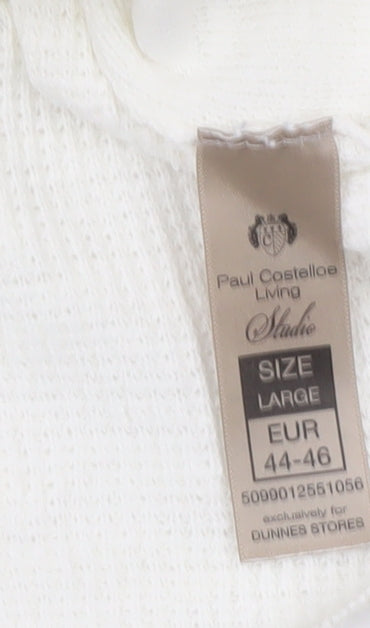 Paul Costelloe
Living
Studio
SIZE
LARGE
EUR
44-46
5099012551056
exclusively for
DUNNES STORES